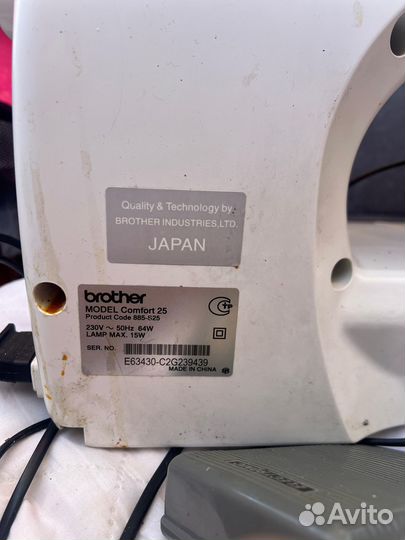 Quality & Technology by
BROTHER INDUSTRIES,LTD.
JAPAN
brother
MODEL Comfort 25
Product Code 885-S25
230V ~ 50Hz 64W
LAMP MAX. 15W
SER. NO.
E63430-C2G239439
MADE IN CHINA
Avito